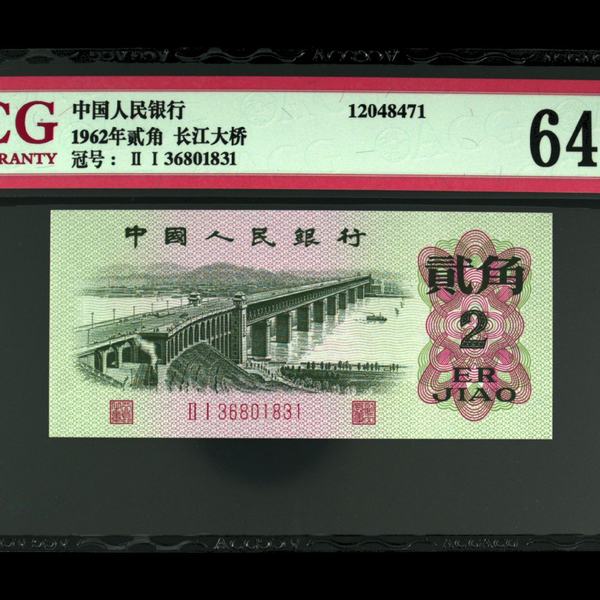 CG
RRANTY
中国人民银行
12048471
1962年贰角 长江大桥
冠号: II I 36801831
64
中國人民銀行
貳角
2
ER
JIAO
II I 36801831